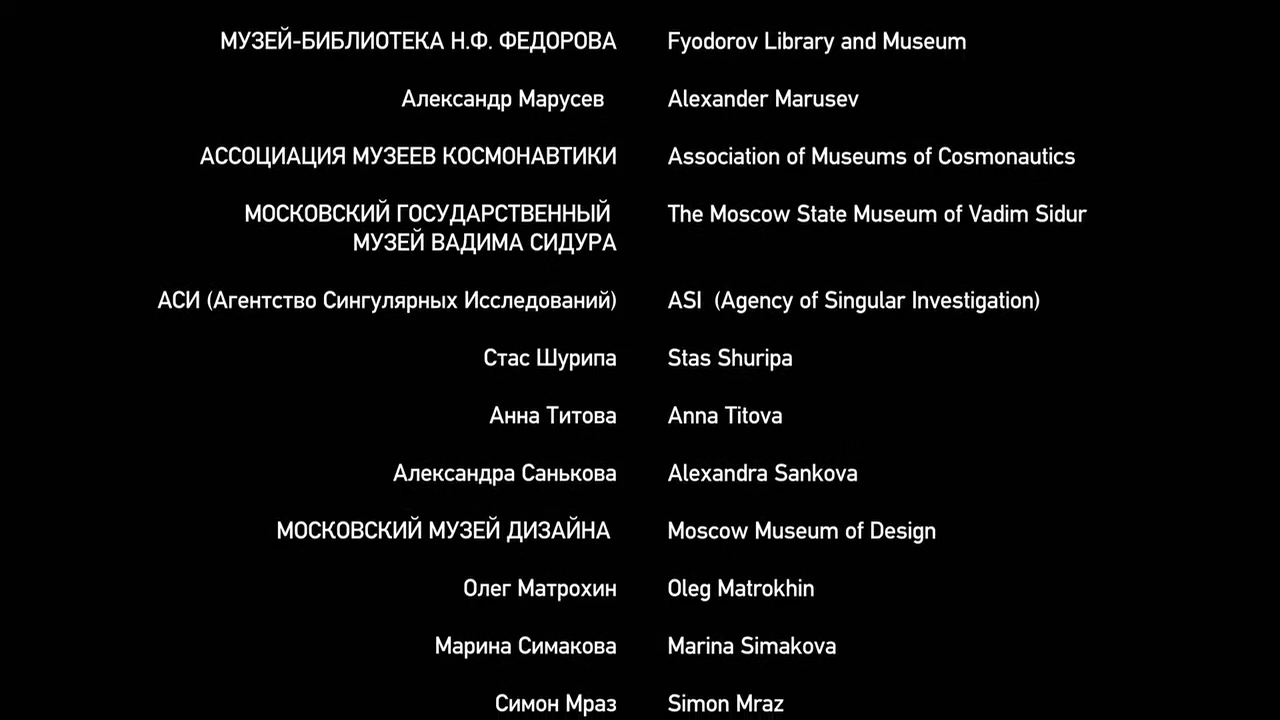 МУЗЕЙ-БИБЛИОТЕКА Н.Ф. ФЕДОРОВА Fyodorov Library and Museum
Александр Марусев Alexander Marusev
АССОЦИАЦИЯ МУЗЕЕВ КОСМОНАВТИКИ Association of Museums of Cosmonautics
МОСКОВСКИЙ ГОСУДАРСТВЕННЫЙ The Moscow State Museum of Vadim Sidur
МУЗЕЙ ВАДИМА СИДУРА
АСИ (Агентство Сингулярных Исследований) ASI (Agency of Singular Investigation)
Стас Шурипа Stas Shuripa
Анна Титова Anna Titova
Александра Санькова Alexandra Sankova
МОСКОВСКИЙ МУЗЕЙ ДИЗАЙНА Moscow Museum of Design
Олег Матрохин Oleg Matrokhin
Марина Симакова Marina Simakova
Симон Мраз Simon Mraz